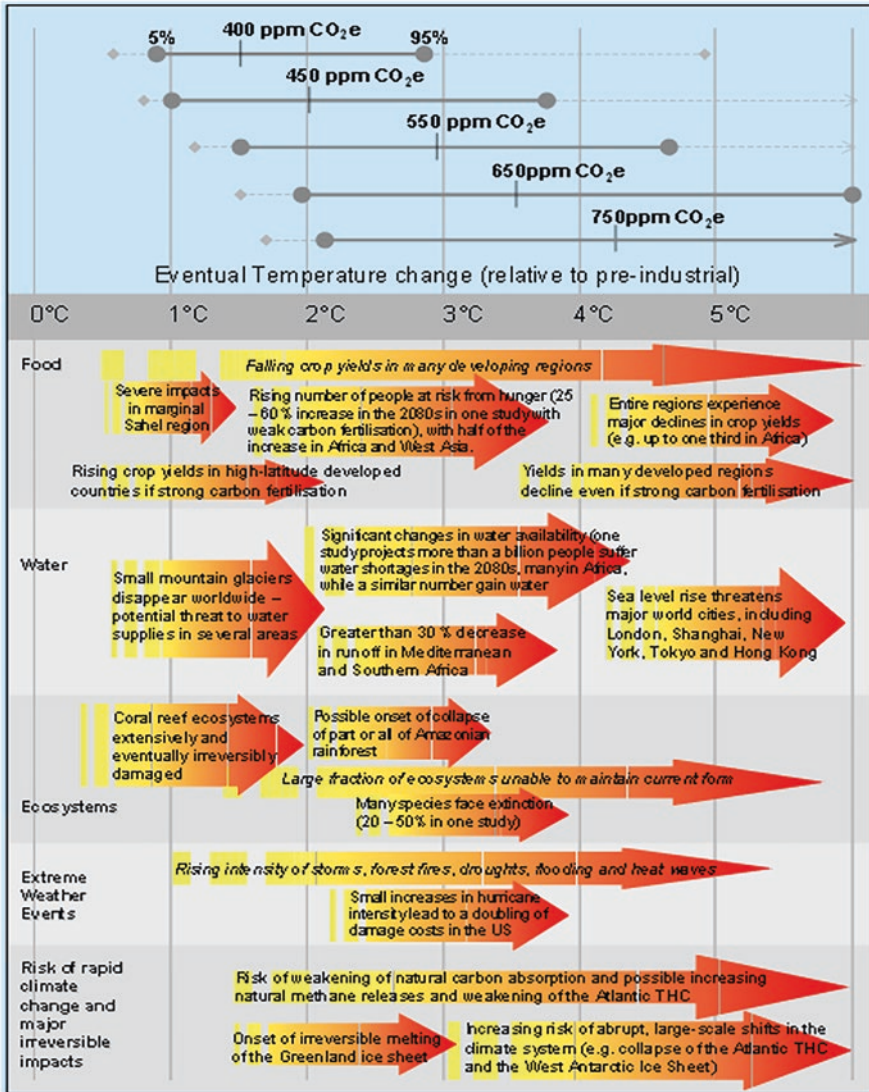 5% 400 ppm CO₂e 95%
450 ppm CO₂e
550 ppm CO₂e
650ppm CO₂e
750ppm CO₂e
Eventual Temperature change (relative to pre-industrial)
0°C 1°C 2°C 3°C 4°C 5°C
Food
Falling crop yields in many developing regions
Severe impacts
in marginal
Sahel region
Rising number of people at risk from hunger (25
– 60% increase in the 2080s in one study with
weak carbon fertilisation), with half of the
increase in Africa and West Asia.
Entire regions experience
major declines in crop yields
(e.g. up to one third in Africa)
Rising crop yields in high-latitude developed
countries if strong carbon fertilisation
Yields in many developed regions
decline even if strong carbon fertilisation
Water
Small mountain glaciers
disappear worldwide –
potential threat to water
supplies in several areas
Significant changes in water availability (one
study projects more than a billion people suffer
water shortages in the 2080s, many in Africa,
while a similar number gain water
Greater than 30% decrease
in runoff in Mediterranean
and Southern Africa
Sea level rise threatens
major world cities, including
London, Shanghai, New
York, Tokyo and Hong Kong
Ecosystems
Coral reef ecosystems
extensively and
eventually irreversibly
damaged
Possible onset of collapse
of part or all of Amazonian
rainforest
Large fraction of ecosystems unable to maintain current form
Many species face extinction
(20 – 50% in one study)
Extreme
Weather
Events
Rising intensity of storms, forest fires, droughts, flooding and heat waves
Small increases in hurricane
intensity lead to a doubling of
damage costs in the US
Risk of rapid
climate
change and
major
irreversible
impacts
Risk of weakening of natural carbon absorption and possible increasing
natural methane releases and weakening of the Atlantic THC
Onset of irreversible melting
of the Greenland ice sheet
Increasing risk of abrupt, large-scale shifts in the
climate system (e.g. collapse of the Atlantic THC
and the West Antarctic Ice Sheet)